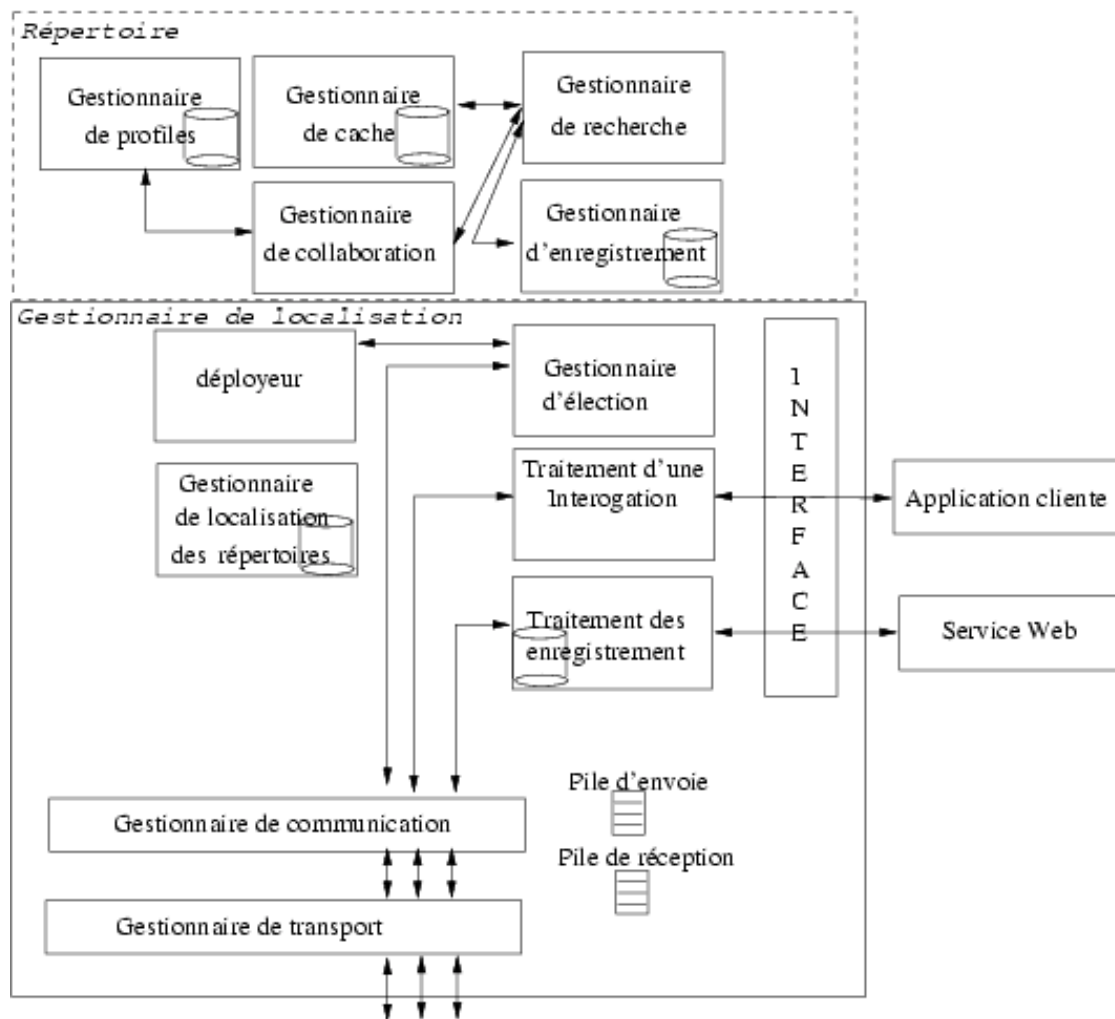 Répertoire
Gestionnaire
de profiles
Gestionnaire
de cache
Gestionnaire
de recherche
Gestionnaire
de collaboration
Gestionnaire
d'enregistrement
Gestionnaire de localisation
déployeur
Gestionnaire
d'élection
Gestionnaire
de localisation
des répertoires
Traitement d'une
Interogation
Traitement des
enregistrement
INTERFACE
Application cliente
Service Web
Pile d'envoie
Gestionnaire de communication
Pile de réception
Gestionnaire de transport